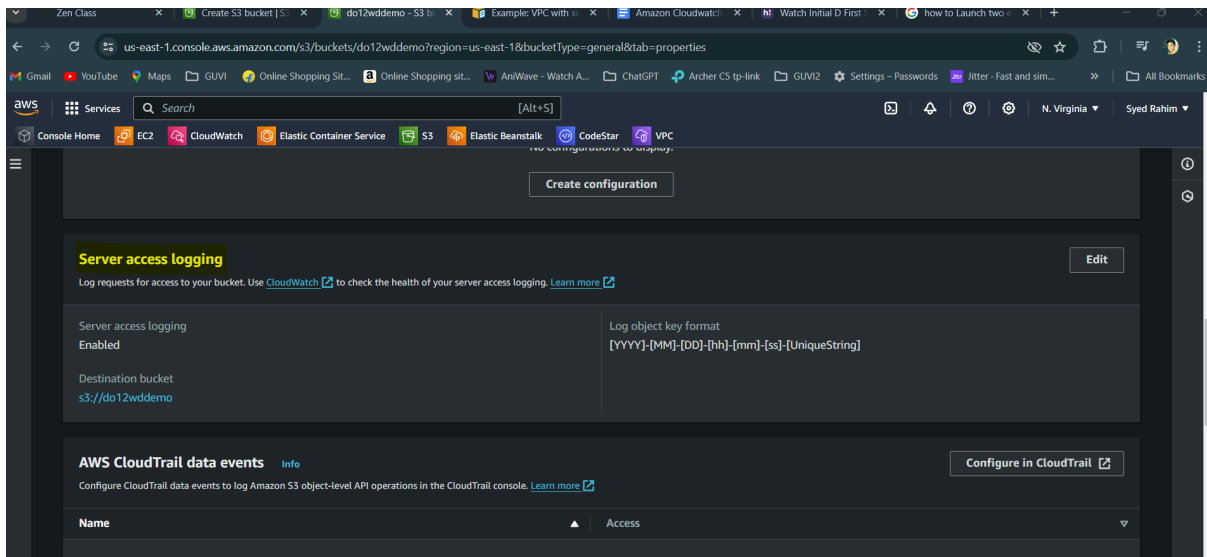 Zen Class
Create S3 bucket | S3
do12wddemo - S3 bu
Example: VPC with se
Amazon Cloudwatch
Watch Initial D First S
how to Launch two e
us-east-1.console.aws.amazon.com/s3/buckets/do12wddemo?region=us-east-1&bucketType=general&tab=properties
Gmail YouTube Maps GUVI Online Shopping Sit... Online Shopping sit... AniWave - Watch A... ChatGPT Archer C5 tp-link GUVI2 Settings – Passwords Jitter - Fast and sim... » All Bookmarks
aws Services Search [Alt+S] N. Virginia Syed Rahim
Console Home EC2 CloudWatch Elastic Container Service S3 Elastic Beanstalk CodeStar VPC
No configurations to display.
Create configuration
Server access logging Edit
Log requests for access to your bucket. Use CloudWatch to check the health of your server access logging. Learn more
Server access logging
Enabled
Destination bucket
s3://do12wddemo
Log object key format
[YYYY]-[MM]-[DD]-[hh]-[mm]-[ss]-[UniqueString]
AWS CloudTrail data events Info Configure in CloudTrail
Configure CloudTrail data events to log Amazon S3 object-level API operations in the CloudTrail console. Learn more
Name Access